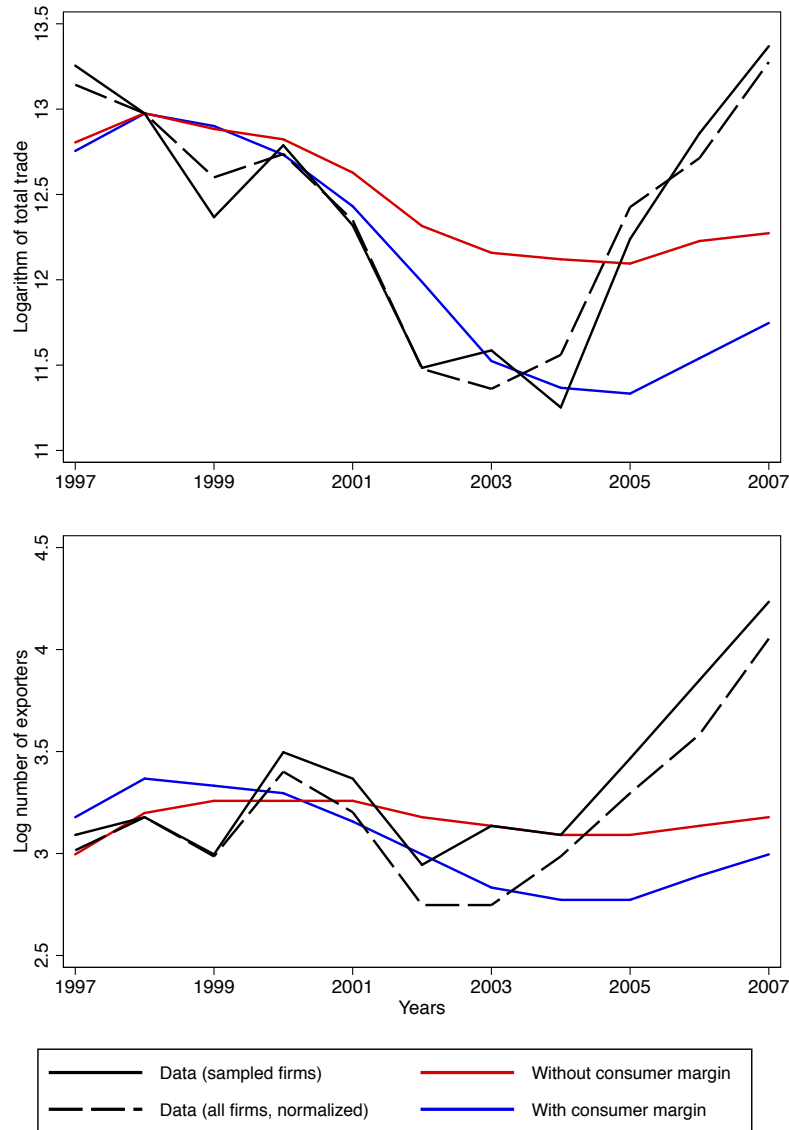 Logarithm of total trade
13.5
13
12.5
12
11.5
11
1997 1999 2001 2003 2005 2007
Log number of exporters
4.5
4
3.5
3
2.5
1997 1999 2001 2003 2005 2007
Years
Data (sampled firms) Without consumer margin
Data (all firms, normalized) With consumer margin